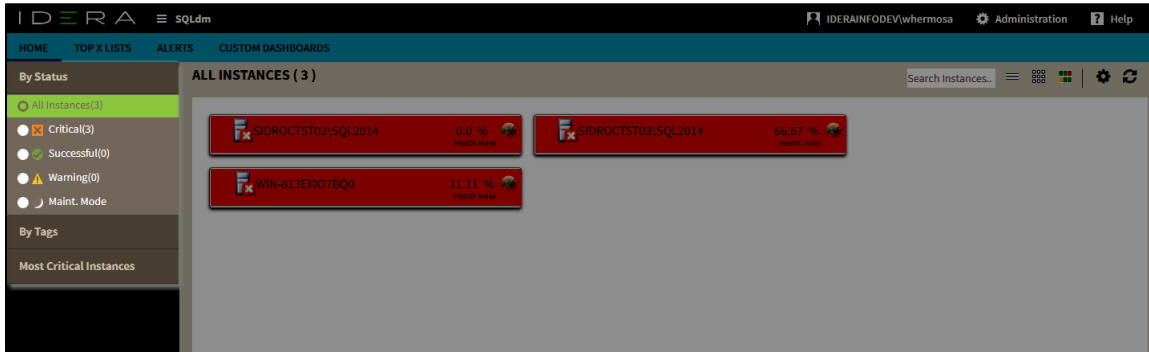 IDERA SQLdm IDERAINFODEV\whermosa Administration ? Help
HOME TOP X LISTS ALERTS CUSTOM DASHBOARDS
By Status
ALL INSTANCES ( 3 )
Search Instances..
All Instances(3)
Critical(3)
Successful(0)
Warning(0)
Maint. Mode
By Tags
Most Critical Instances
SIDROCTST02\SQL2014 0.0 %
Health Index
SIDROCTST03\SQL2014 66.67 %
Health Index
WIN-813EI0O7BQ0 11.11 %
Health Index